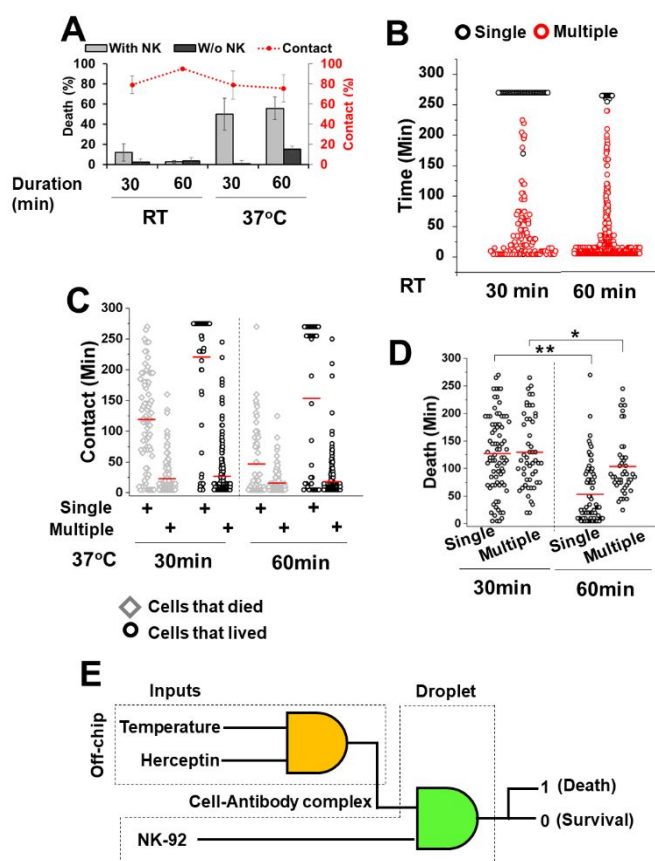 A
With NK W/o NK Contact
Death (%)
100
80
60
40
20
0
Contact (%)
100
80
60
40
20
0
Duration (min)
30 60 30 60
RT 37°C
B
Single Multiple
Time (Min)
300
250
200
150
100
50
0
RT 30 min 60 min
C
Contact (Min)
300
250
200
150
100
50
0
Single + + + +
Multiple + + + +
37°C 30min 60min
Cells that died
Cells that lived
D
** *
Death (Min)
300
250
200
150
100
50
0
Single Multiple Single Multiple
30min 60min
E
Inputs Droplet
Off-chip
Temperature
Herceptin
Cell-Antibody complex
NK-92
1 (Death)
0 (Survival)